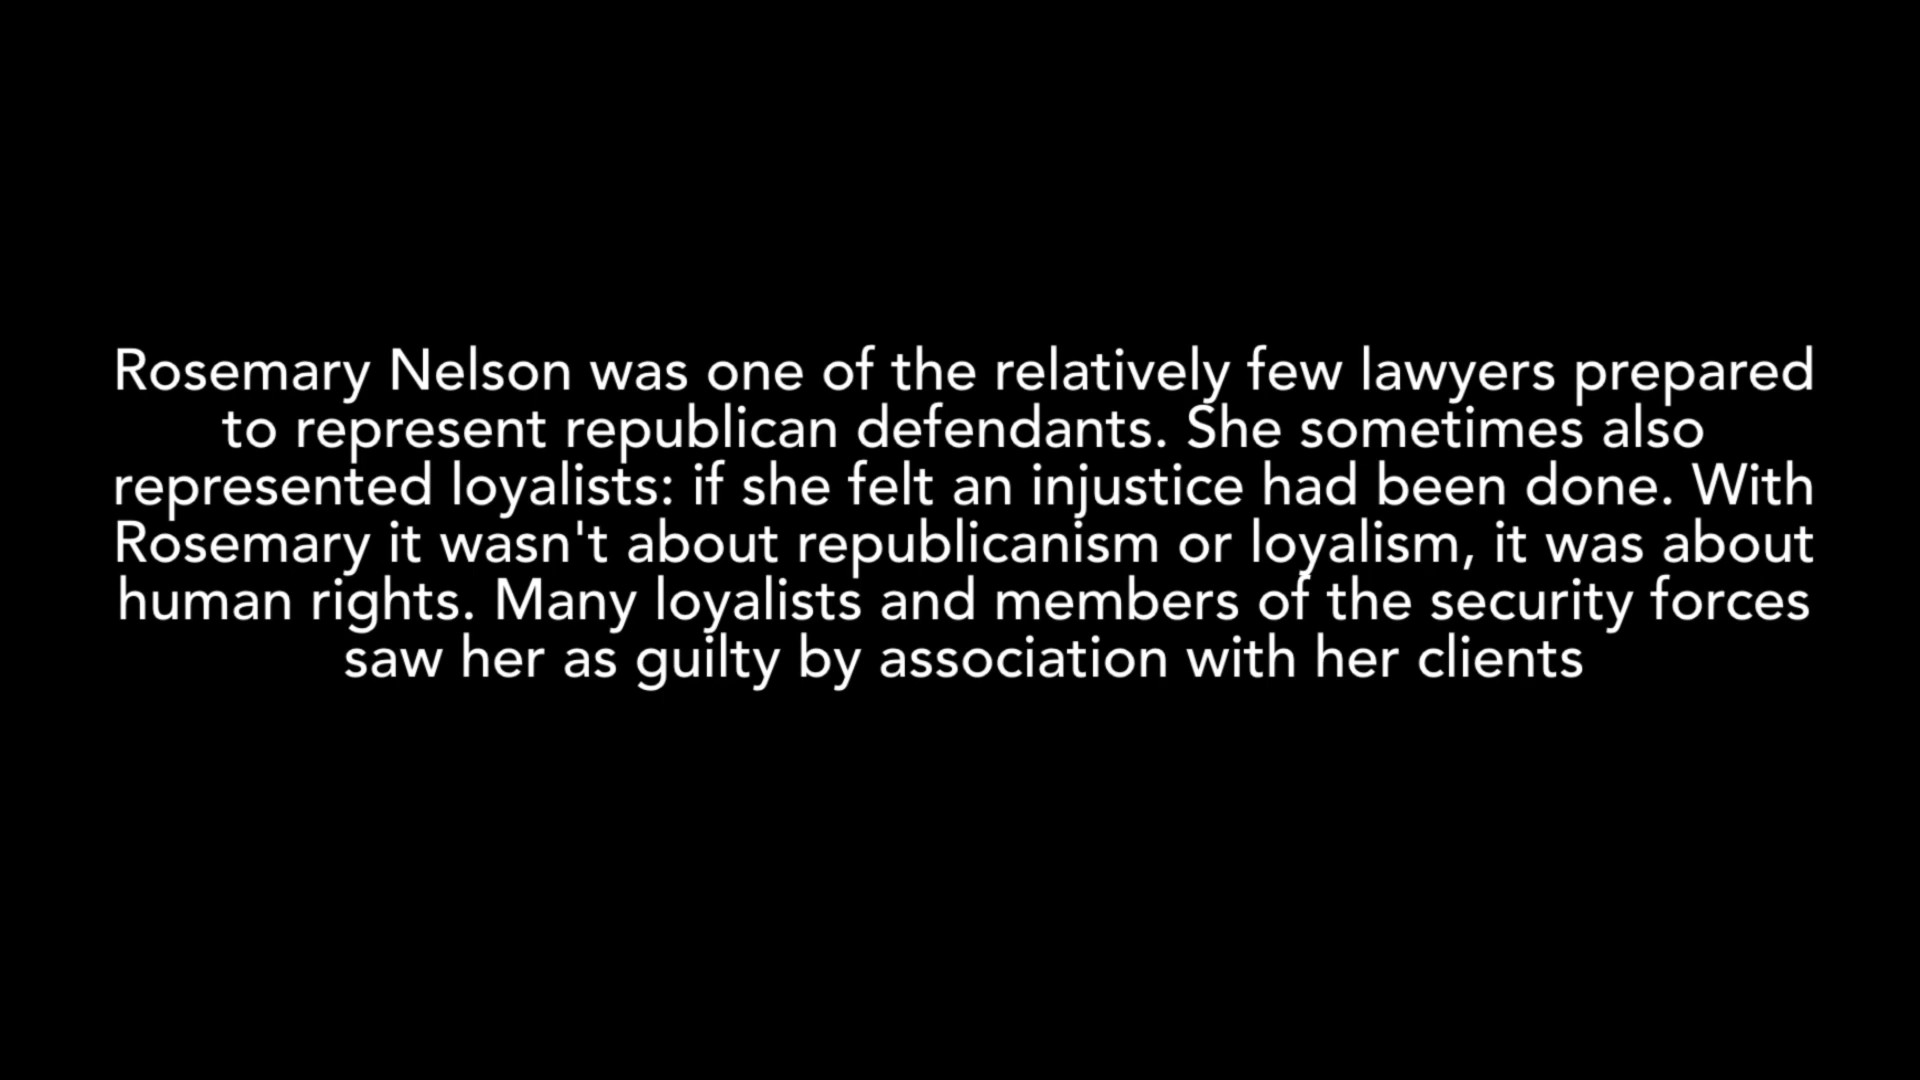 Rosemary Nelson was one of the relatively few lawyers prepared
to represent republican defendants. She sometimes also
represented loyalists: if she felt an injustice had been done. With
Rosemary it wasn't about republicanism or loyalism, it was about
human rights. Many loyalists and members of the security forces
saw her as guilty by association with her clients